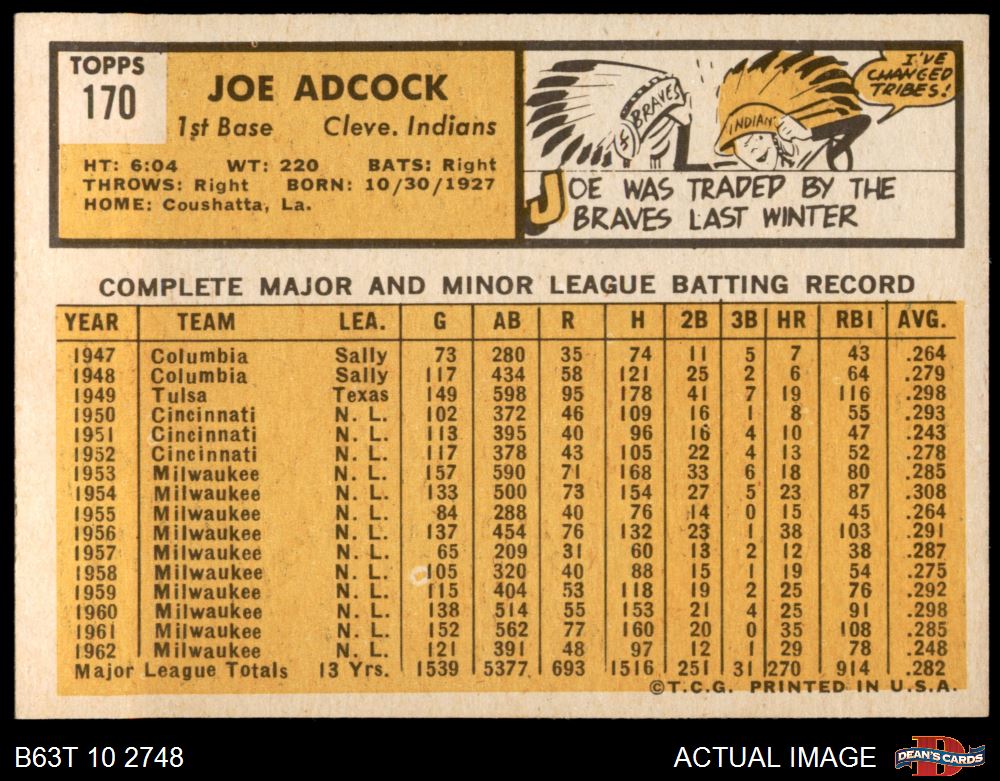 TOPPS
170
JOE ADCOCK
1st Base Cleve. Indians
HT: 6:04 WT: 220 BATS: Right
THROWS: Right BORN: 10/30/1927
HOME: Coushatta, La.
BRAVES
INDIAN
I'VE
CHANGED
TRIBES!
JOE WAS TRADED BY THE
BRAVES LAST WINTER
COMPLETE MAJOR AND MINOR LEAGUE BATTING RECORD
YEAR TEAM LEA. G AB R H 2B 3B HR RBI AVG.
1947 Columbia Sally 73 280 35 74 11 5 7 43 .264
1948 Columbia Sally 117 434 58 121 25 2 6 64 .279
1949 Tulsa Texas 149 598 95 178 41 7 19 116 .298
1950 Cincinnati N. L. 102 372 46 109 16 1 8 55 .293
1951 Cincinnati N. L. 113 395 40 96 16 4 10 47 .243
1952 Cincinnati N. L. 117 378 43 105 22 4 13 52 .278
1953 Milwaukee N. L. 157 590 71 168 33 6 18 80 .285
1954 Milwaukee N. L. 133 500 73 154 27 5 23 87 .308
1955 Milwaukee N. L. 84 288 40 76 14 0 15 45 .264
1956 Milwaukee N. L. 137 454 76 132 23 1 38 103 .291
1957 Milwaukee N. L. 65 209 31 60 13 2 12 38 .287
1958 Milwaukee N. L. 105 320 40 88 15 1 19 54 .275
1959 Milwaukee N. L. 115 404 53 118 19 2 25 76 .292
1960 Milwaukee N. L. 138 514 55 153 21 4 25 91 .298
1961 Milwaukee N. L. 152 562 77 160 20 0 35 108 .285
1962 Milwaukee N. L. 121 391 48 97 12 1 29 78 .248
Major League Totals 13 Yrs. 1539 5377 693 1516 251 31 270 914 .282
©T.C.G. PRINTED IN U.S.A.
B63T 10 2748 ACTUAL IMAGE
DEAN'S CARDS